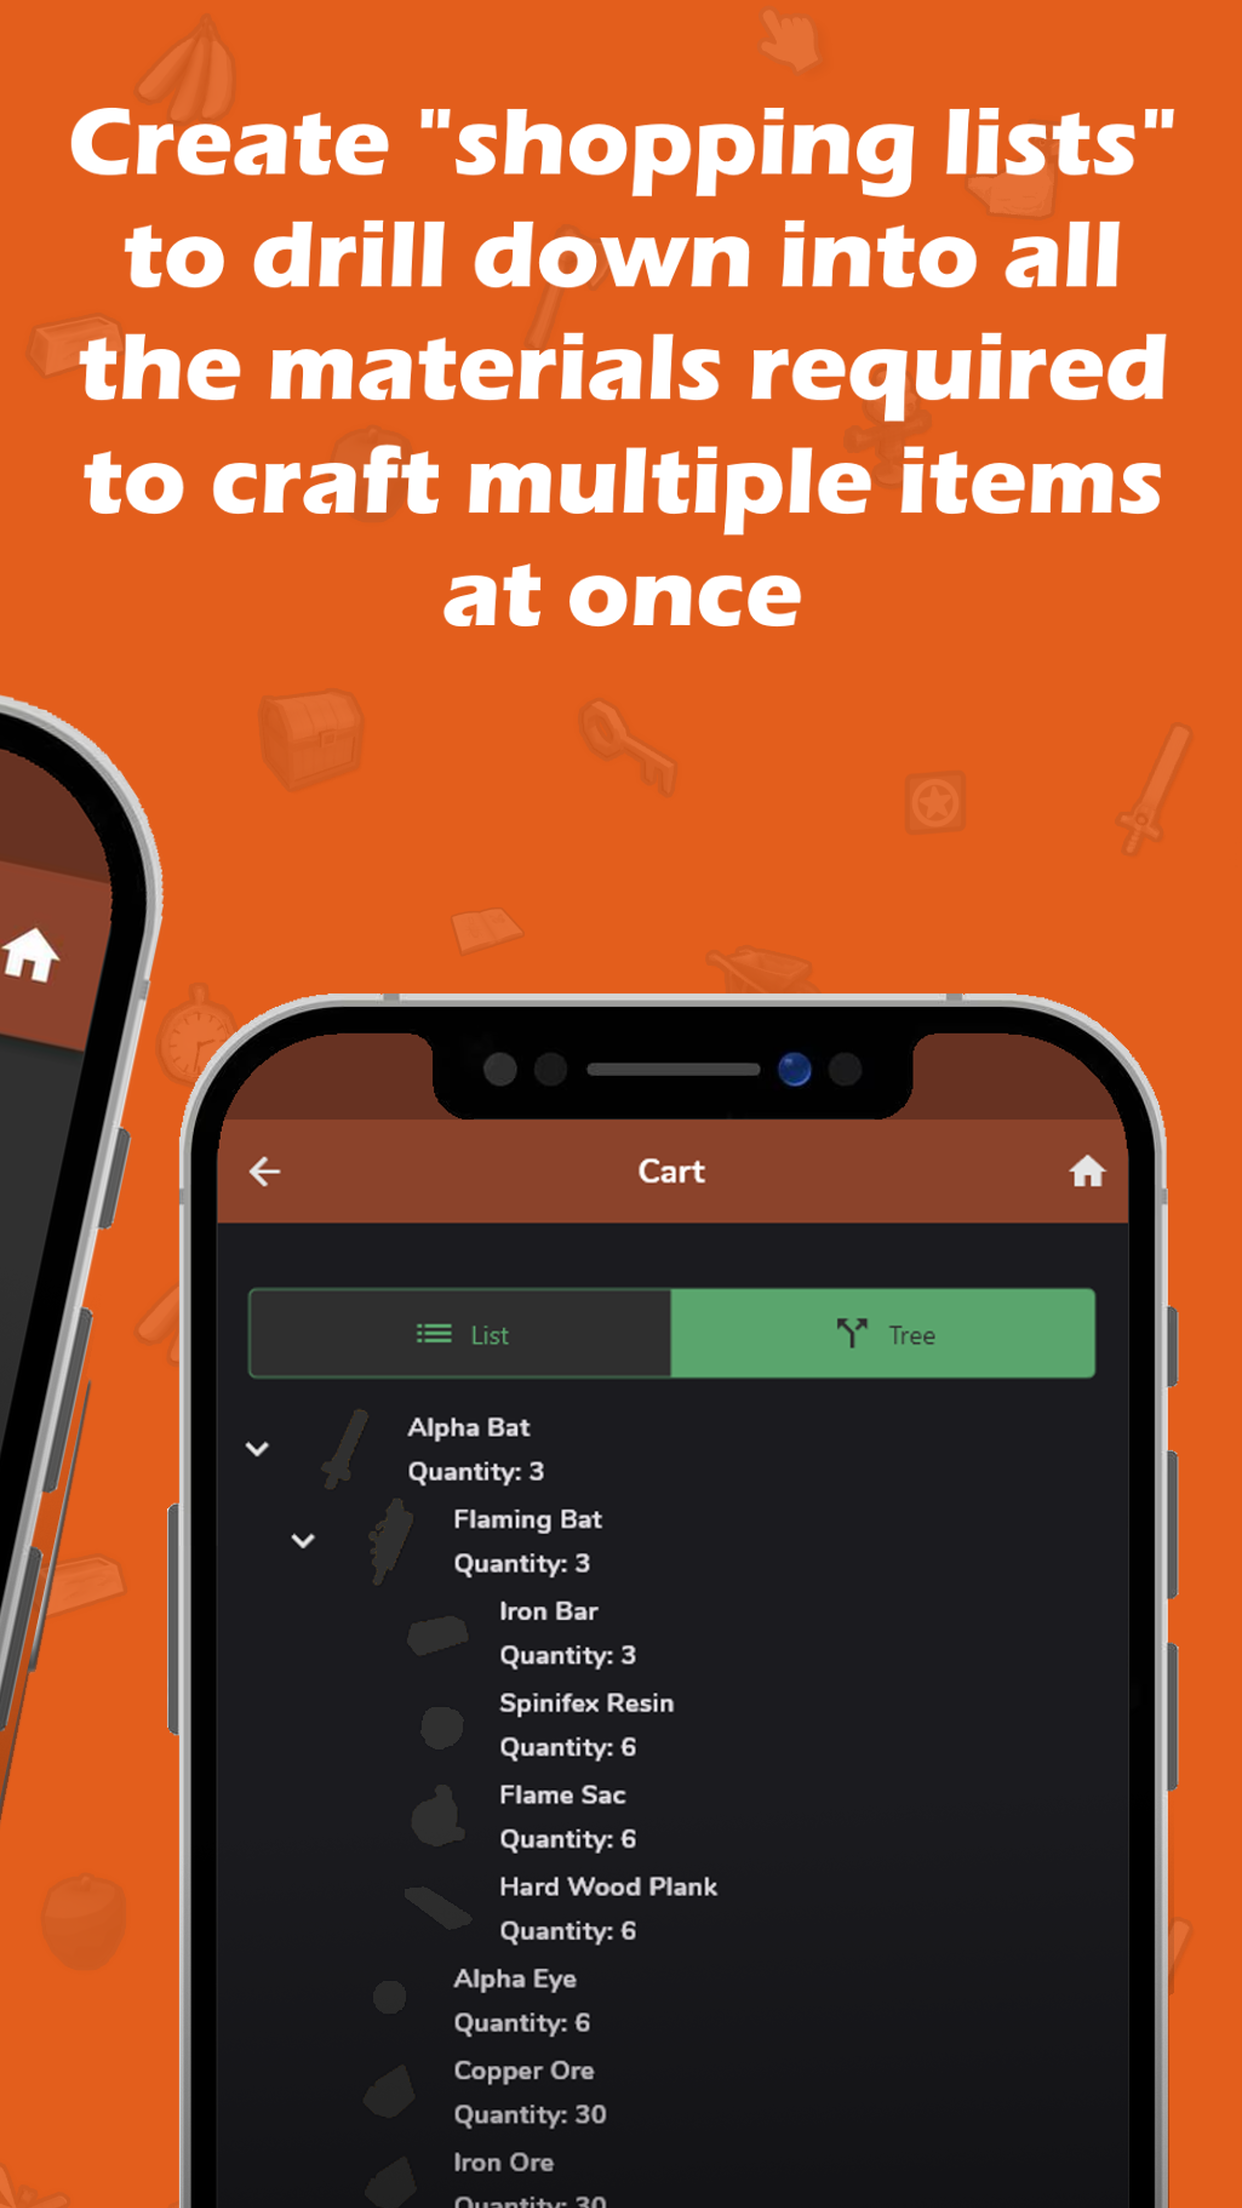 Create "shopping lists"
to drill down into all
the materials required
to craft multiple items
at once
Cart
List
Tree
Alpha Bat
Quantity: 3
Flaming Bat
Quantity: 3
Iron Bar
Quantity: 3
Spinifex Resin
Quantity: 6
Flame Sac
Quantity: 6
Hard Wood Plank
Quantity: 6
Alpha Eye
Quantity: 6
Copper Ore
Quantity: 30
Iron Ore
Quantity: 30